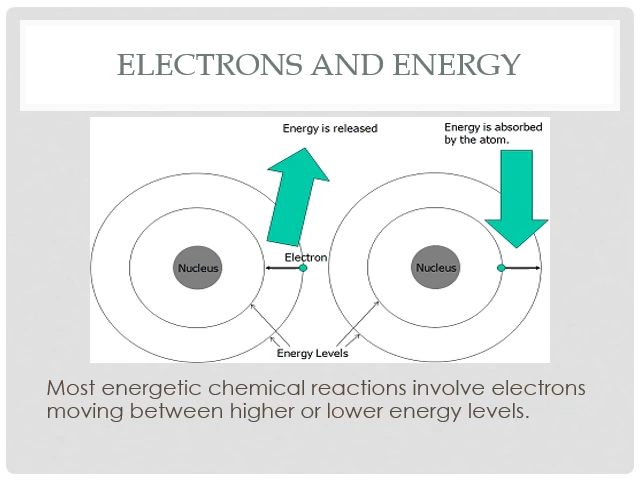 ELECTRONS AND ENERGY
Energy is released
Energy is absorbed
by the atom.
Electron
Nucleus
Nucleus
Energy Levels
Most energetic chemical reactions involve electrons
moving between higher or lower energy levels.